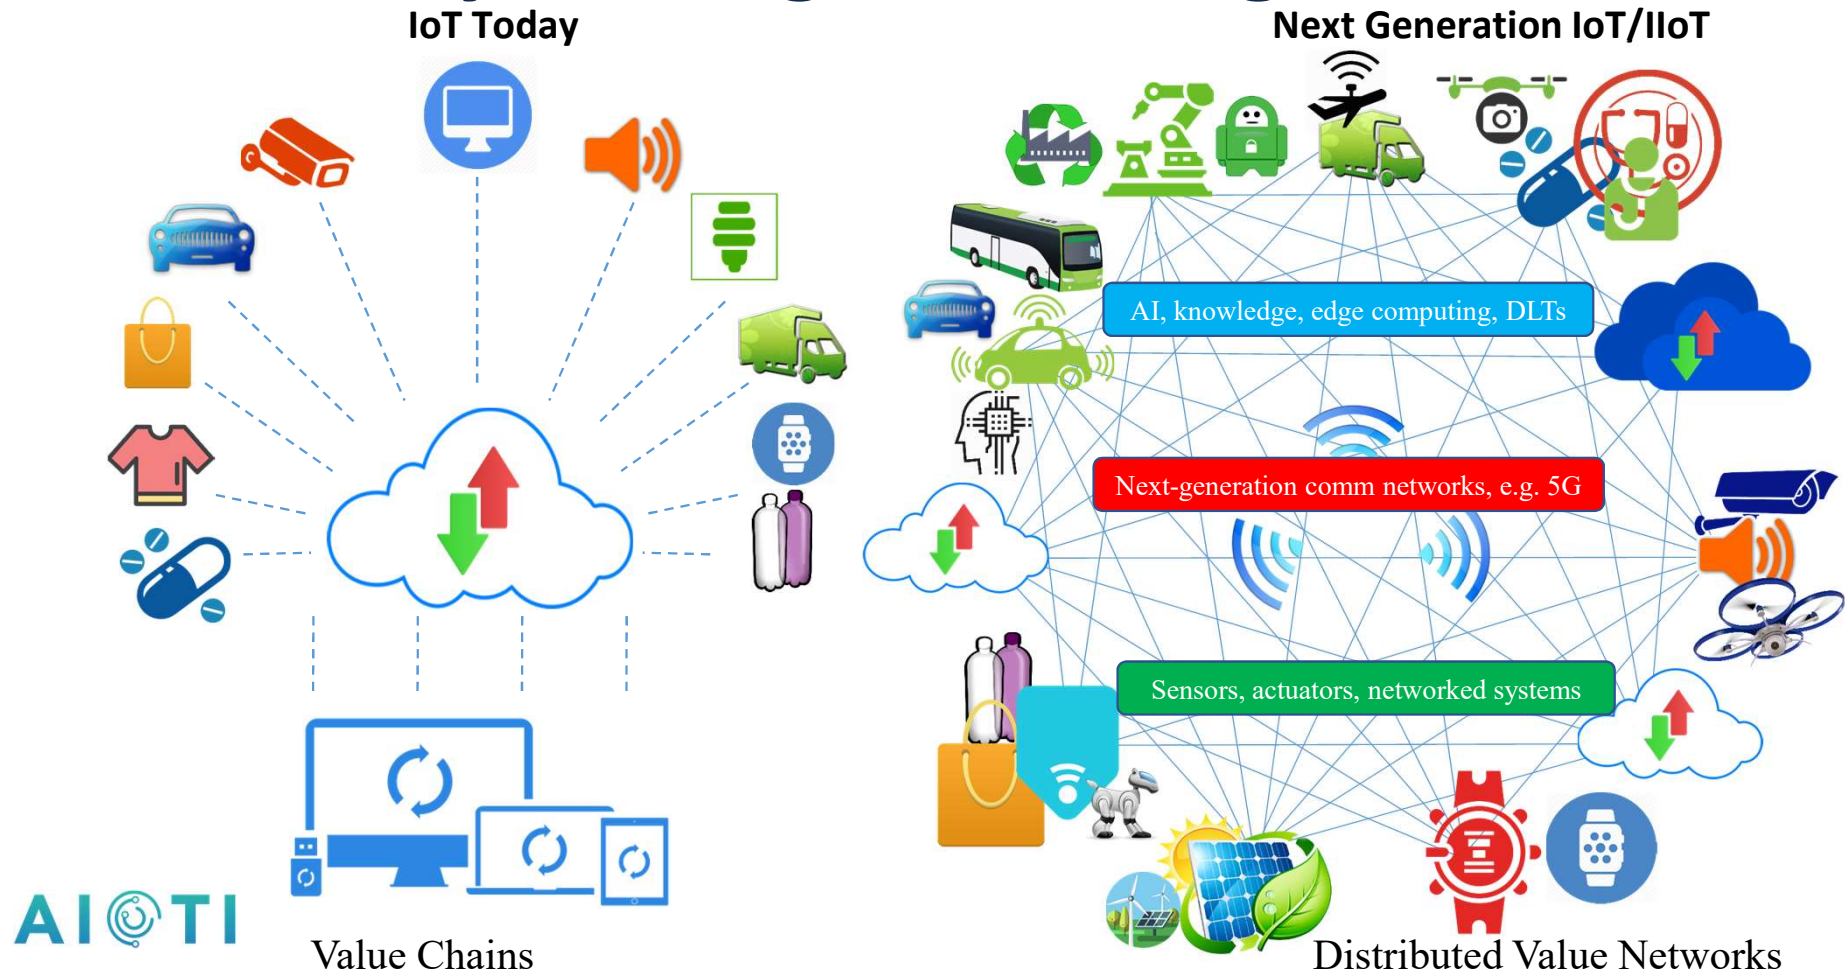 IoT Today
Next Generation IoT/IIoT
AI, knowledge, edge computing, DLTs
Next-generation comm networks, e.g. 5G
Sensors, actuators, networked systems
AIOTI
Value Chains
Distributed Value Networks